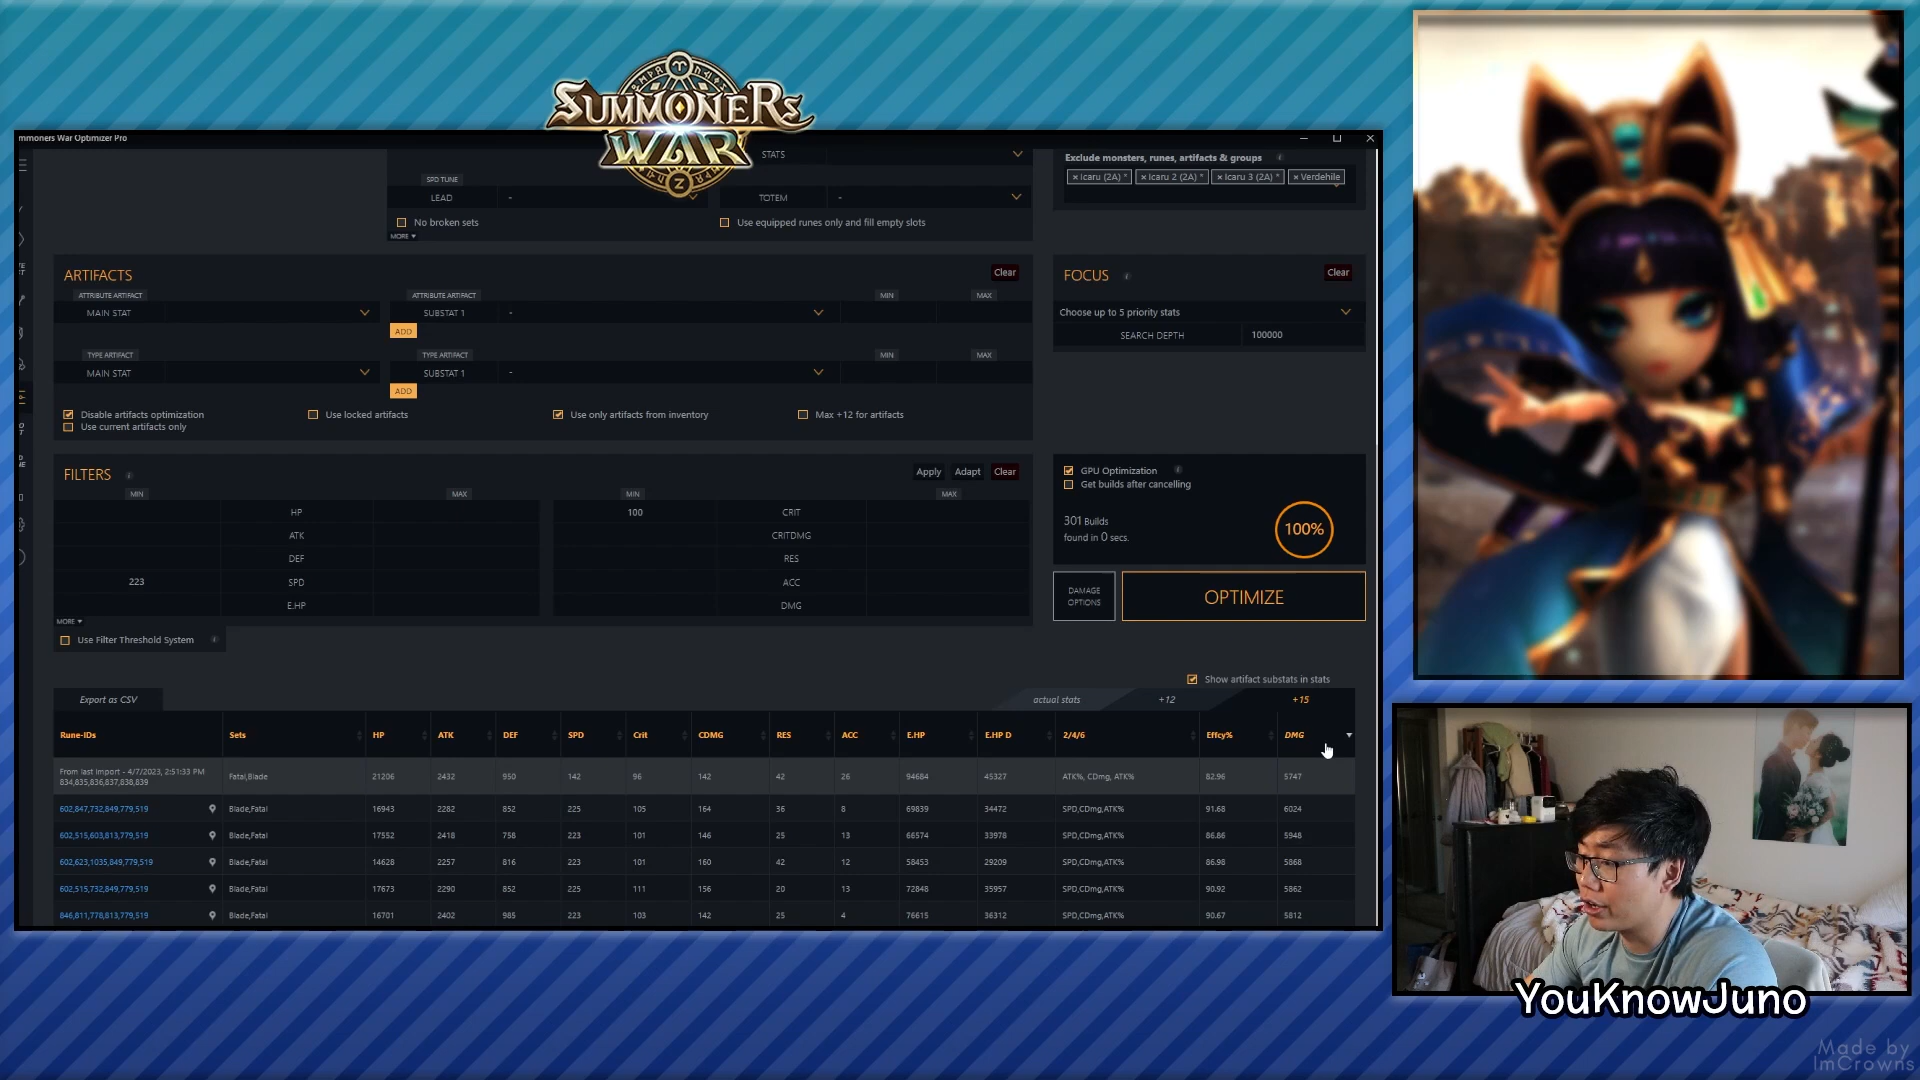 SUMMONERS
WAR
mmoners War Optimizer Pro
STATS
SPD TUNE
LEAD - TOTEM -
No broken sets Use equipped runes only and fill empty slots
MORE
Exclude monsters, runes, artifacts & groups i
× Icaru (2A) * × Icaru 2 (2A) * × Icaru 3 (2A) * × Verdehile
ARTIFACTS Clear
ATTRIBUTE ARTIFACT ATTRIBUTE ARTIFACT MIN MAX
MAIN STAT SUBSTAT 1 -
ADD
TYPE ARTIFACT TYPE ARTIFACT MIN MAX
MAIN STAT SUBSTAT 1 -
ADD
Disable artifacts optimization Use locked artifacts Use only artifacts from inventory Max +12 for artifacts
Use current artifacts only
FOCUS i Clear
Choose up to 5 priority stats
SEARCH DEPTH 100000
FILTERS i Apply Adapt Clear
MIN MAX MIN MAX
HP 100 CRIT
ATK CRITDMG
DEF RES
223 SPD ACC
E.HP DMG
MORE
Use Filter Threshold System i
GPU Optimization i
Get builds after cancelling
301 Builds
found in 0 secs.
100%
DAMAGE
OPTIONS
OPTIMIZE
Show artifact substats in stats
Export as CSV actual stats +12 +15
Rune-IDs Sets HP ATK DEF SPD Crit CDMG RES ACC E.HP E.HP D 2/4/6 Effcy% DMG
From last import - 4/7/2023, 2:51:33 PM
834,835,836,837,838,839 Fatal,Blade 21206 2432 950 142 96 142 42 26 94684 45327 ATK%, CDmg, ATK% 82.96 5747
602,847,732,849,779,519 Blade,Fatal 16943 2282 852 225 105 164 36 8 69839 34472 SPD,CDmg,ATK% 91.68 6024
602,515,603,813,779,519 Blade,Fatal 17552 2418 758 223 101 146 25 13 66574 33978 SPD,CDmg,ATK% 86.86 5948
602,623,1035,849,779,519 Blade,Fatal 14628 2257 816 223 101 160 42 12 58453 29209 SPD,CDmg,ATK% 86.98 5868
602,515,732,849,779,519 Blade,Fatal 17673 2290 852 225 111 156 20 13 72848 35957 SPD,CDmg,ATK% 90.92 5862
846,811,778,813,779,519 Blade,Fatal 16701 2402 985 223 103 142 25 4 76615 36312 SPD,CDmg,ATK% 90.67 5812
YouKnowJuno
Made by
ImCrowns